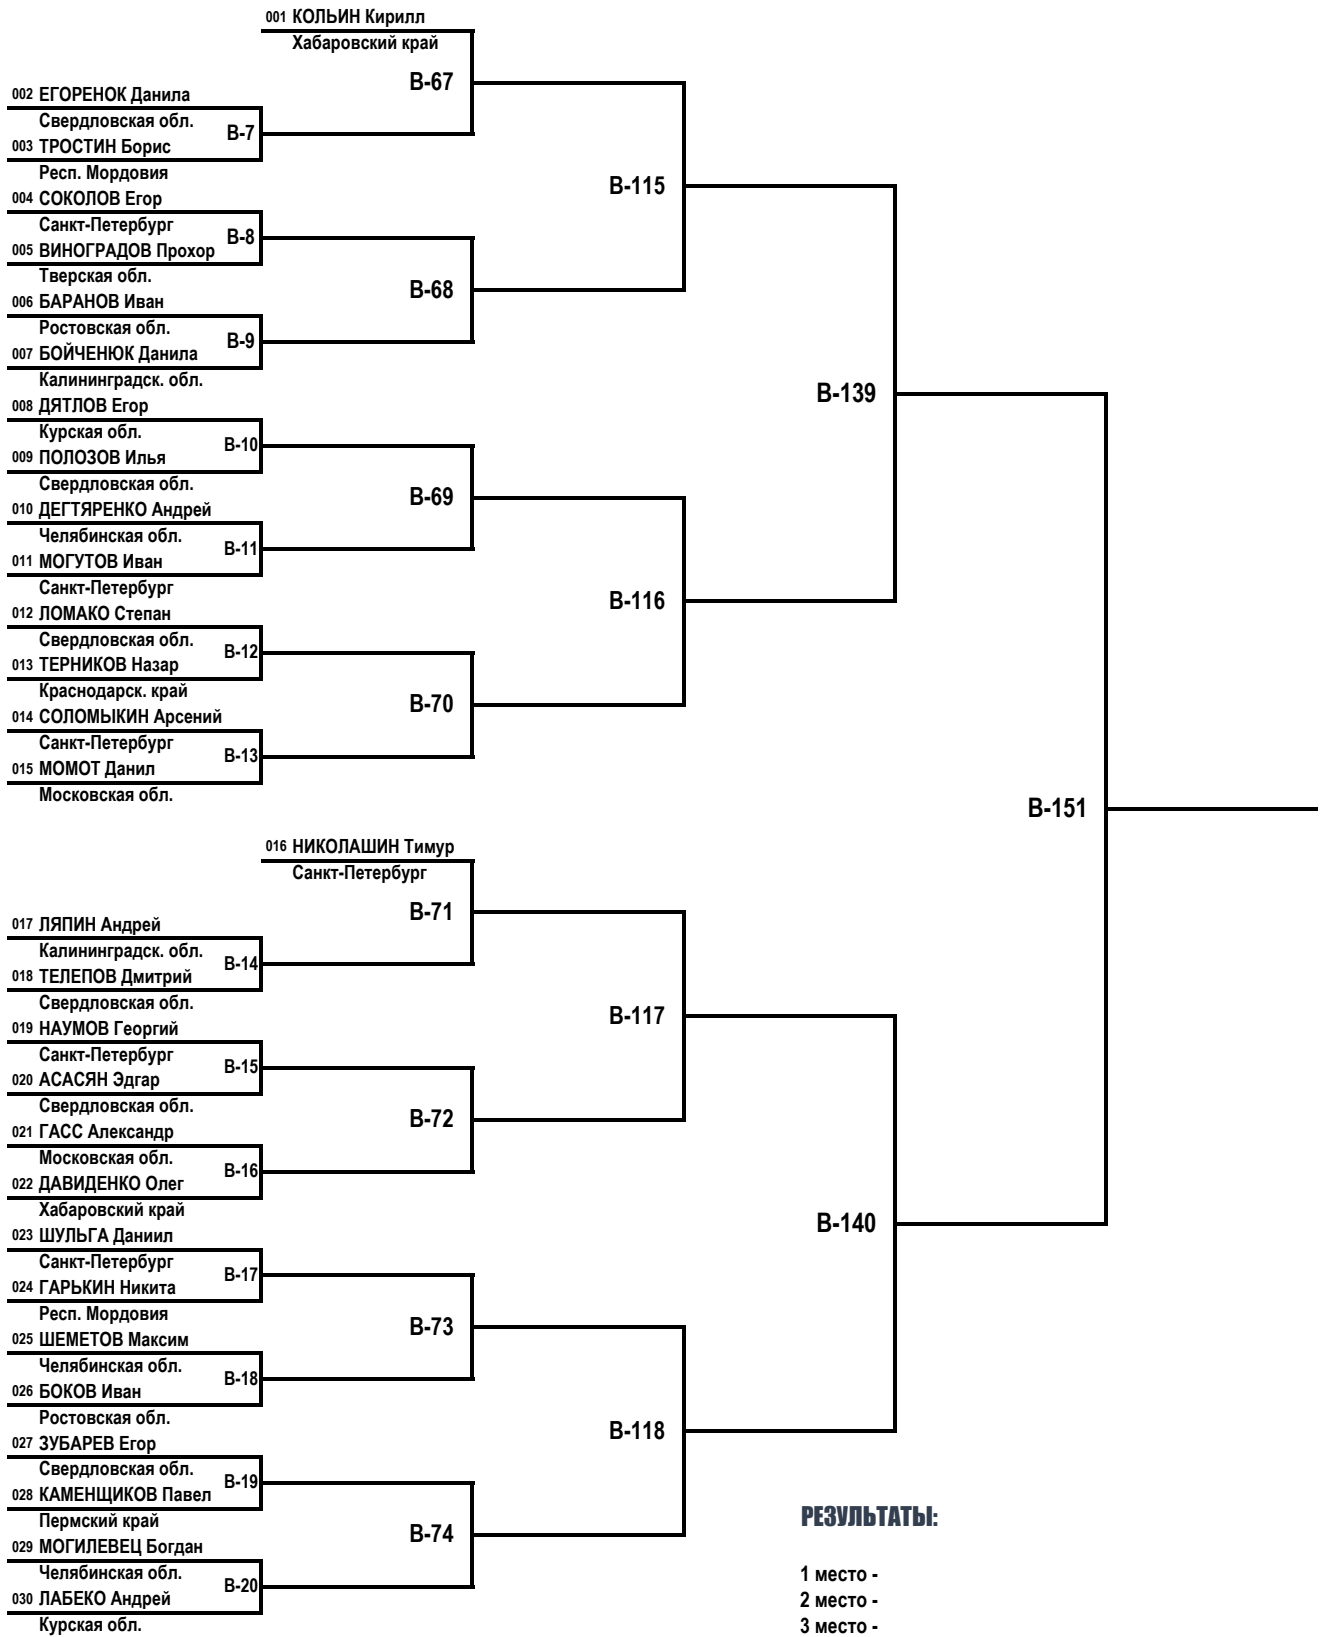 001 КОЛЬИН Кирилл
Хабаровский край
B-67
002 ЕГОРЕНОК Данила
Свердловская обл.
B-7
003 ТРОСТИН Борис
Респ. Мордовия
B-115
004 СОКОЛОВ Егор
Санкт-Петербург
B-8
005 ВИНОГРАДОВ Прохор
Тверская обл.
B-68
006 БАРАНОВ Иван
Ростовская обл.
B-9
007 БОЙЧЕНЮК Данила
Калининградск. обл.
B-139
008 ДЯТЛОВ Егор
Курская обл.
B-10
009 ПОЛОЗОВ Илья
Свердловская обл.
B-69
010 ДЕГТЯРЕНКО Андрей
Челябинская обл.
B-11
011 МОГУТОВ Иван
Санкт-Петербург
B-116
012 ЛОМАКО Степан
Свердловская обл.
B-12
013 ТЕРНИКОВ Назар
Краснодарск. край
B-70
014 СОЛОМЫКИН Арсений
Санкт-Петербург
B-13
015 МОМОТ Данил
Московская обл.
B-151
016 НИКОЛАШИН Тимур
Санкт-Петербург
B-71
017 ЛЯПИН Андрей
Калининградск. обл.
B-14
018 ТЕЛЕПОВ Дмитрий
Свердловская обл.
B-117
019 НАУМОВ Георгий
Санкт-Петербург
B-15
020 АСАСЯН Эдгар
Свердловская обл.
B-72
021 ГАСС Александр
Московская обл.
B-16
022 ДАВИДЕНКО Олег
Хабаровский край
B-140
023 ШУЛЬГА Даниил
Санкт-Петербург
B-17
024 ГАРЬКИН Никита
Респ. Мордовия
B-73
025 ШЕМЕТОВ Максим
Челябинская обл.
B-18
026 БОКОВ Иван
Ростовская обл.
B-118
027 ЗУБАРЕВ Егор
Свердловская обл.
B-19
028 КАМЕНЩИКОВ Павел
Пермский край
B-74
029 МОГИЛЕВЕЦ Богдан
Челябинская обл.
B-20
030 ЛАБЕКО Андрей
Курская обл.
РЕЗУЛЬТАТЫ:
1 место -
2 место -
3 место -